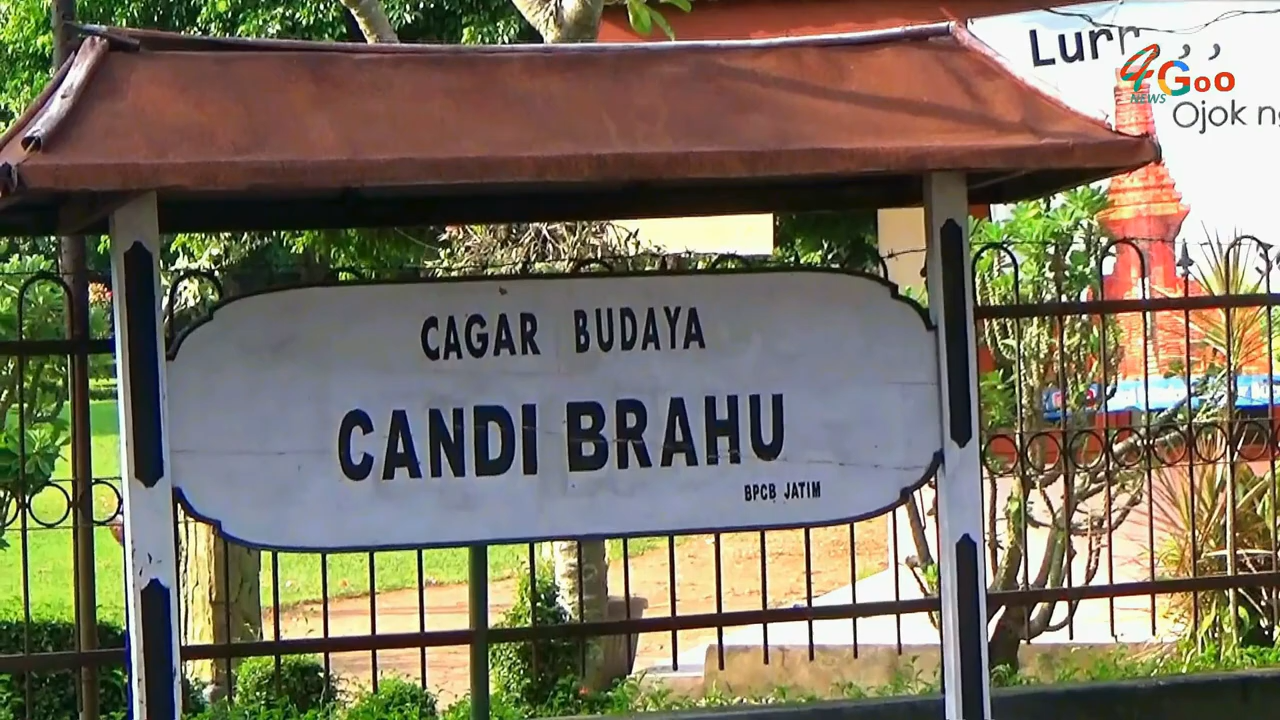 CAGAR BUDAYA
CANDI BRAHU
BPCB JATIM
4Goo
NEWS
Ojok